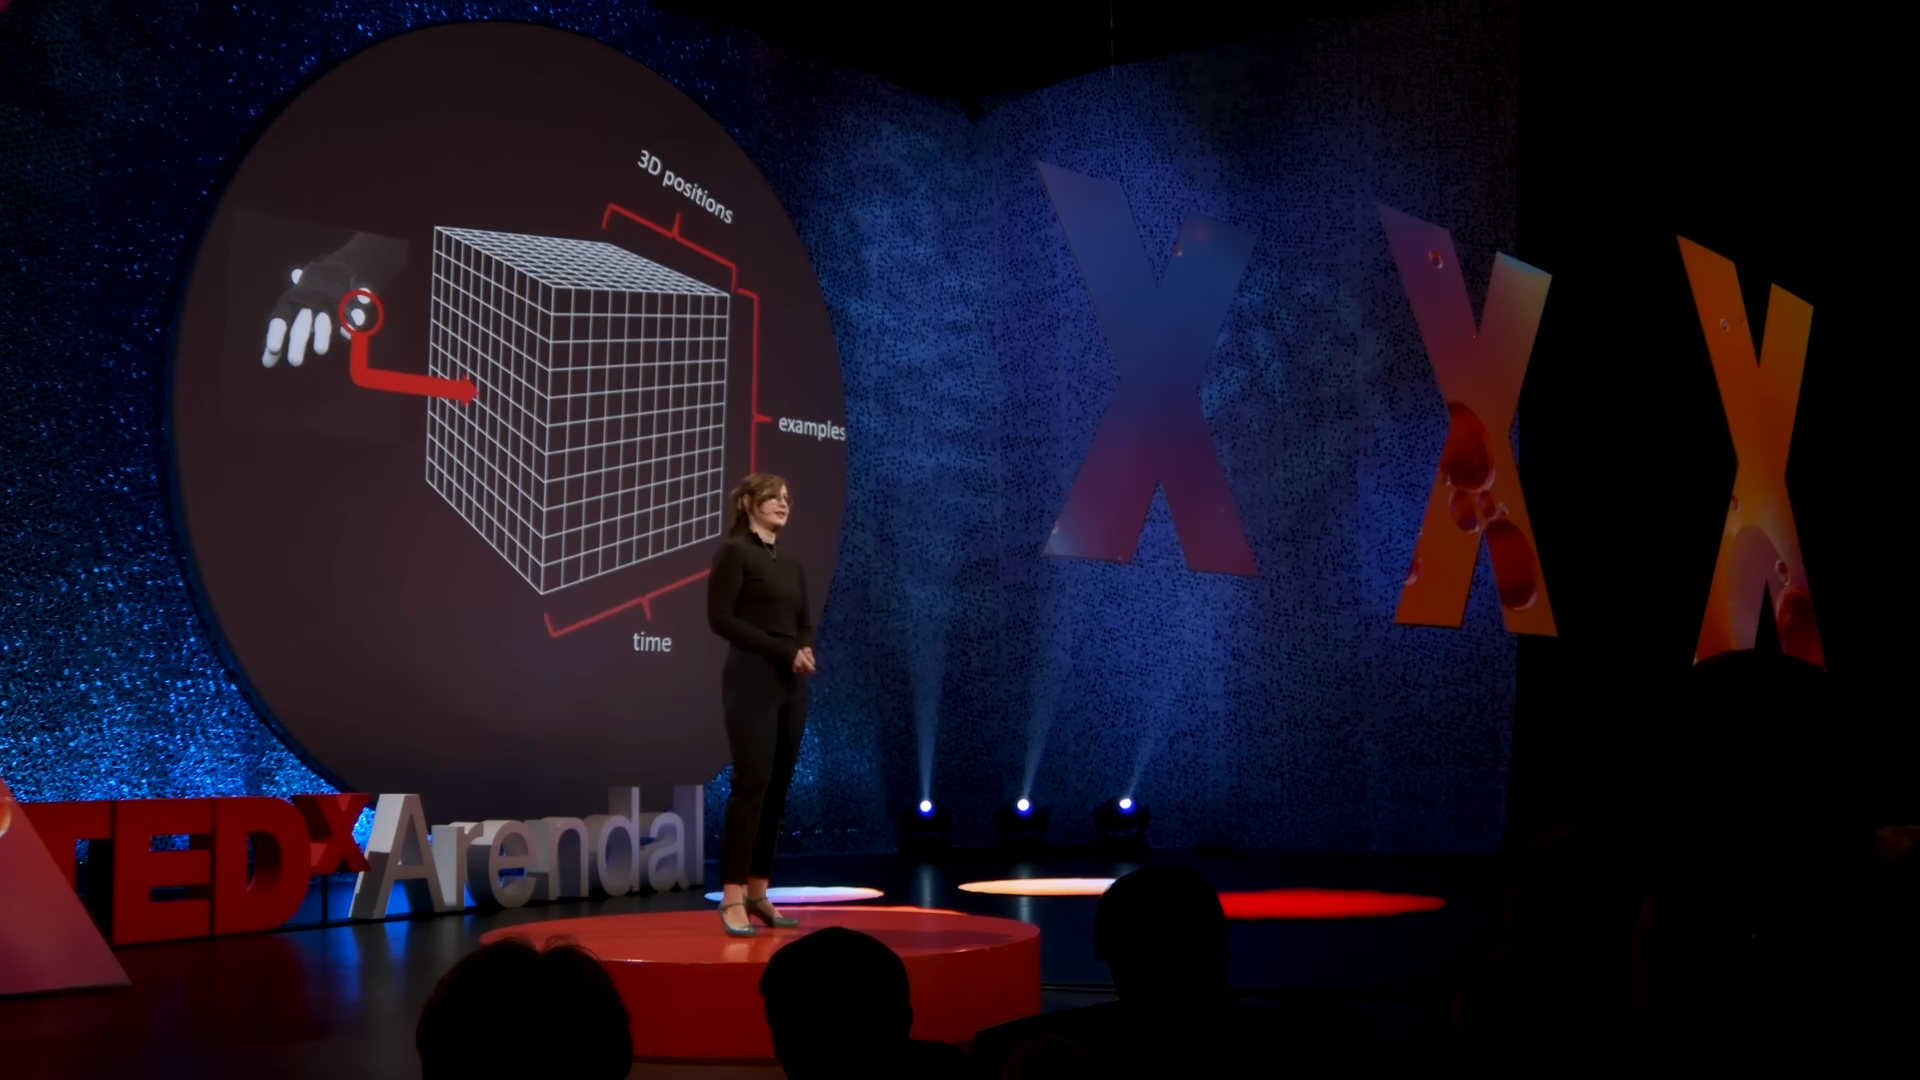 3D positions
examples
time
TEDxArendal
X
X
X